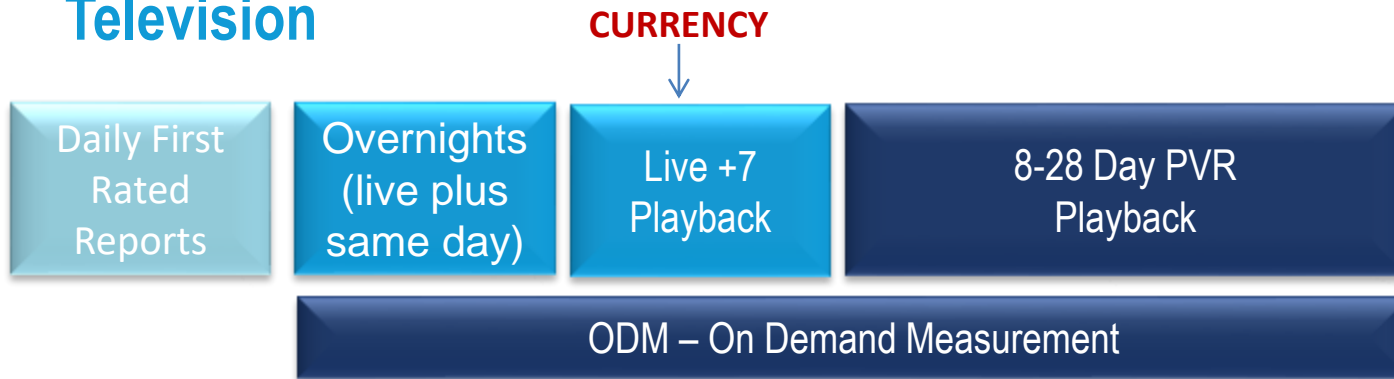 Television
CURRENCY
Daily First
Rated
Reports
Overnights
(live plus
same day)
Live +7
Playback
8-28 Day PVR
Playback
ODM – On Demand Measurement